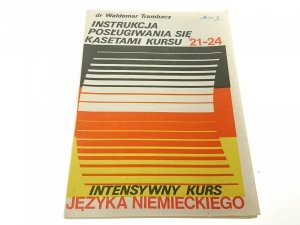 dr Waldemar Trambacz
INSTRUKCJA
POSŁUGIWANIA SIĘ
KASETAMI KURSU 21-24
INTENSYWNY KURS
JĘZYKA NIEMIECKIEGO